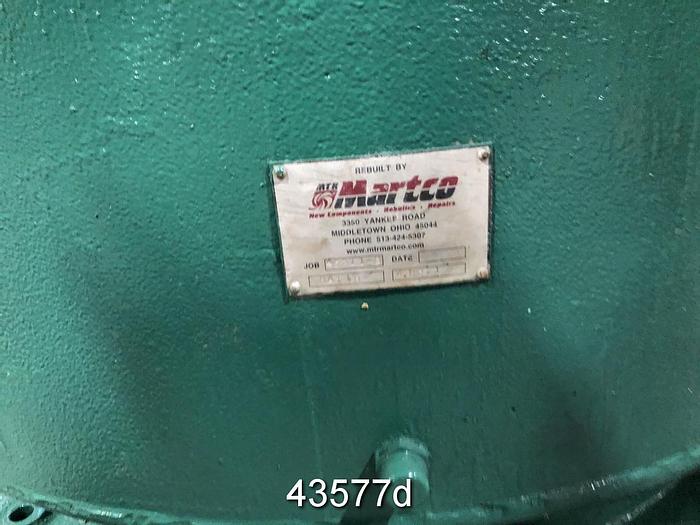 REBUILT BY
MTR Martco
New Components - Rebuilds - Repairs
3350 YANKEE ROAD
MIDDLETOWN OHIO 45044
PHONE 513-424-5307
www.mtrmartco.com
JOB DATE
43577d